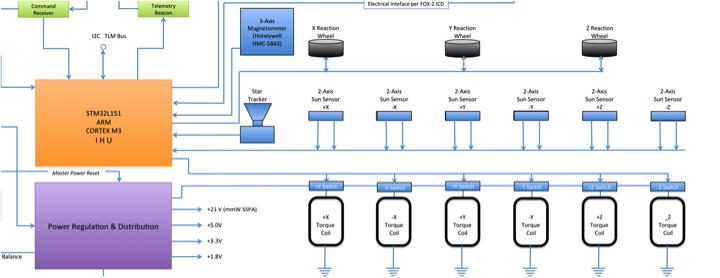 Electrical Inteface per FOX-2 ICD
Command
Receiver
Telemetry
Beacon
3-Axis
Magnetometer
(Honeywell
HMC-5843)
X Reaction
Wheel
Y Reaction
Wheel
Z Reaction
Wheel
I2C TLM Bus
STM32L151
ARM
CORTEX M3
I H U
Star
Tracker
2-Axis
Sun Sensor
+X
2-Axis
Sun Sensor
-X
2-Axis
Sun Sensor
+Y
2-Axis
Sun Sensor
-Y
2-Axis
Sun Sensor
+Z
2-Axis
Sun Sensor
-Z
Master Power Reset
+X Switch
-X Switch
+Y Switch
-Y Switch
+Z Switch
-Z Switch
Power Regulation & Distribution
+21 V (mmW SSPA)
+5.0V
+3.3V
+1.8V
+X
Torque
Coil
-X
Torque
Coil
+Y
Torque
Coil
-Y
Torque
Coil
+Z
Torque
Coil
_Z
Torque
Coil
Balance